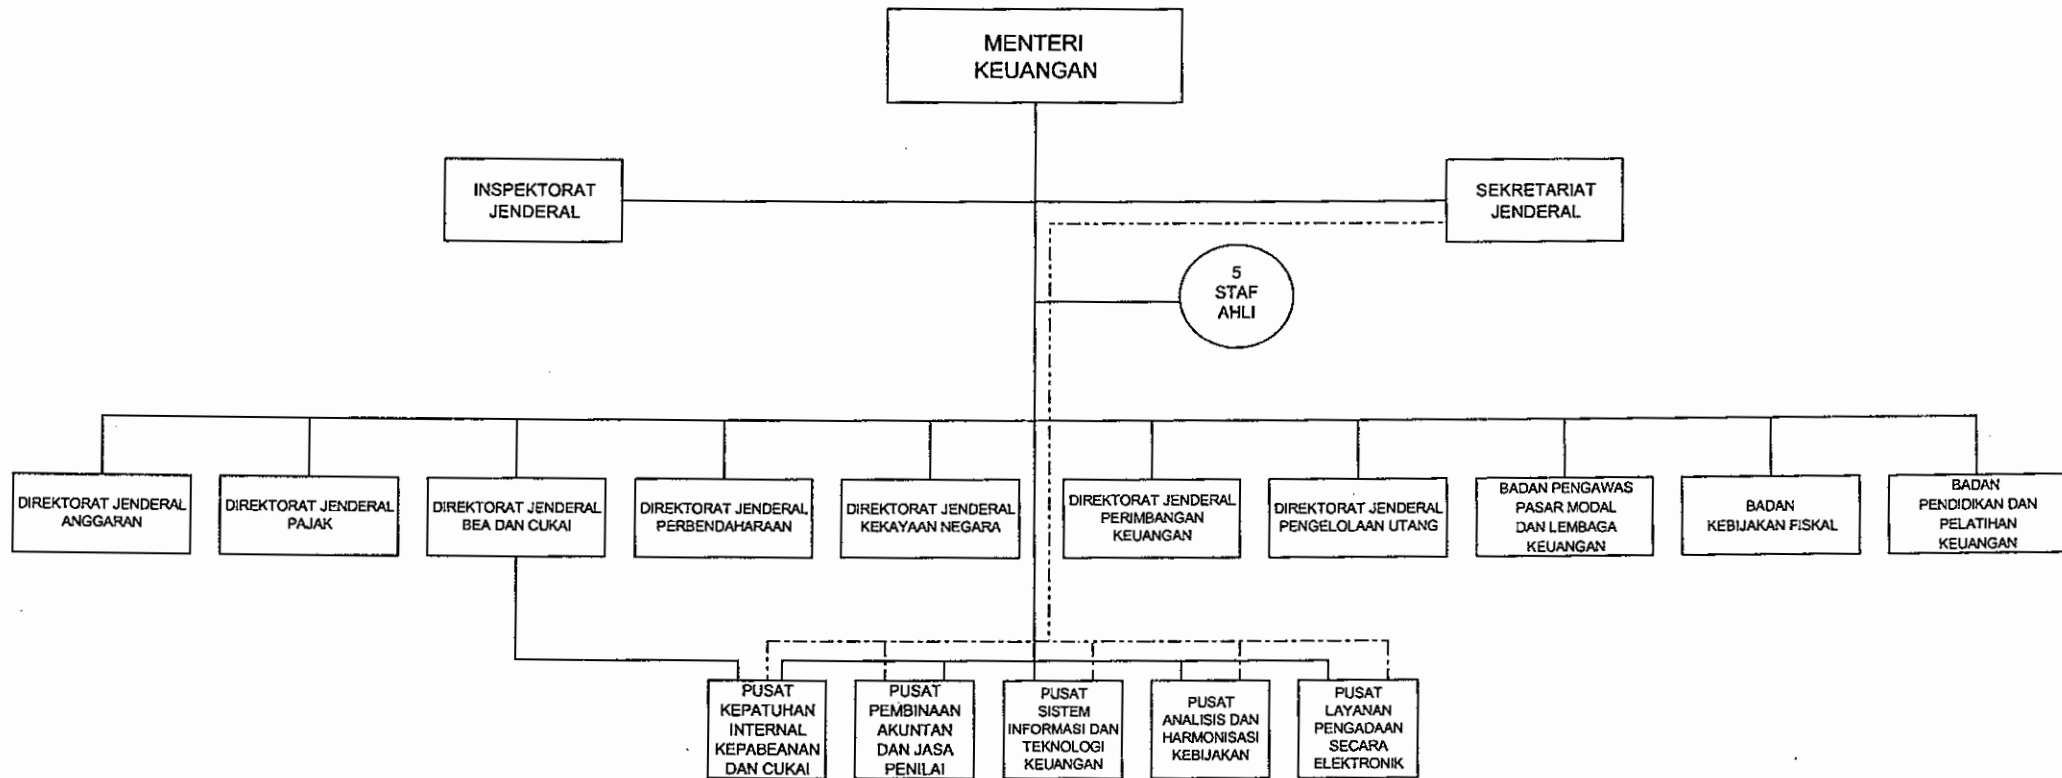 MENTERI
KEUANGAN
INSPEKTORAT
JENDERAL
SEKRETARIAT
JENDERAL
5
STAF
AHLI
DIREKTORAT JENDERAL
ANGGARAN
DIREKTORAT JENDERAL
PAJAK
DIREKTORAT JENDERAL
BEA DAN CUKAI
DIREKTORAT JENDERAL
PERBENDAHARAAN
DIREKTORAT JENDERAL
KEKAYAAN NEGARA
DIREKTORAT JENDERAL
PERIMBANGAN
KEUANGAN
DIREKTORAT JENDERAL
PENGELOLAAN UTANG
BADAN PENGAWAS
PASAR MODAL
DAN LEMBAGA
KEUANGAN
BADAN
KEBIJAKAN FISKAL
BADAN
PENDIDIKAN DAN
PELATIHAN
KEUANGAN
PUSAT
KEPATUHAN
INTERNAL
KEPABEANAN
DAN CUKAI
PUSAT
PEMBINAAN
AKUNTAN
DAN JASA
PENILAI
PUSAT
SISTEM
INFORMASI DAN
TEKNOLOGI
KEUANGAN
PUSAT
ANALISIS DAN
HARMONISASI
KEBIJAKAN
PUSAT
LAYANAN
PENGADAAN
SECARA
ELEKTRONIK